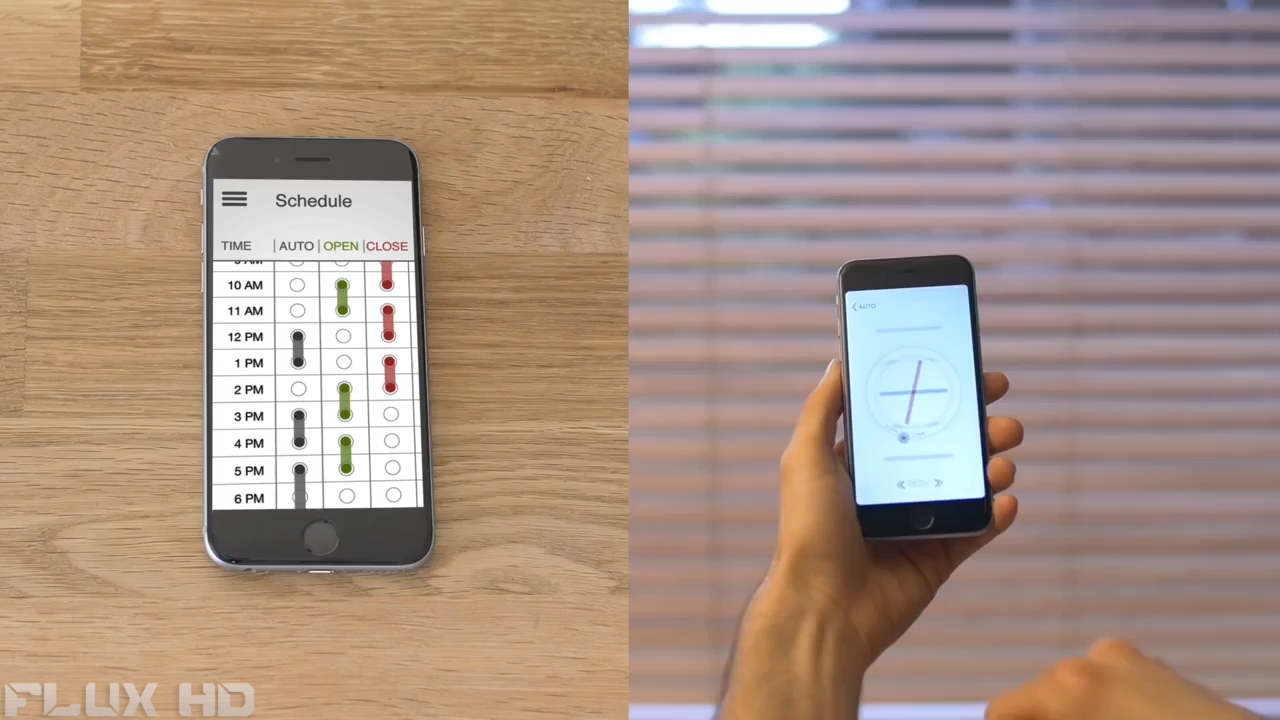 Schedule
TIME | AUTO | OPEN | CLOSE
10 AM
11 AM
12 PM
1 PM
2 PM
3 PM
4 PM
5 PM
6 PM
AUTO
FLUX HD